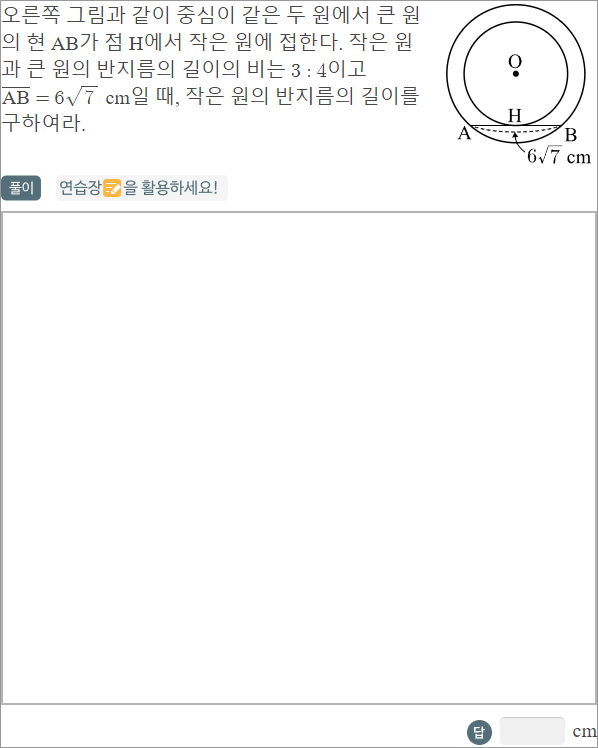 오른쪽 그림과 같이 중심이 같은 두 원에서 큰 원
의 현 AB가 점 H에서 작은 원에 접한다. 작은 원
과 큰 원의 반지름의 길이의 비는 3 : 4이고
AB = 6√7 cm일 때, 작은 원의 반지름의 길이를
구하여라.
O
H
A
B
6√7 cm
풀이
연습장을 활용하세요!
답
cm